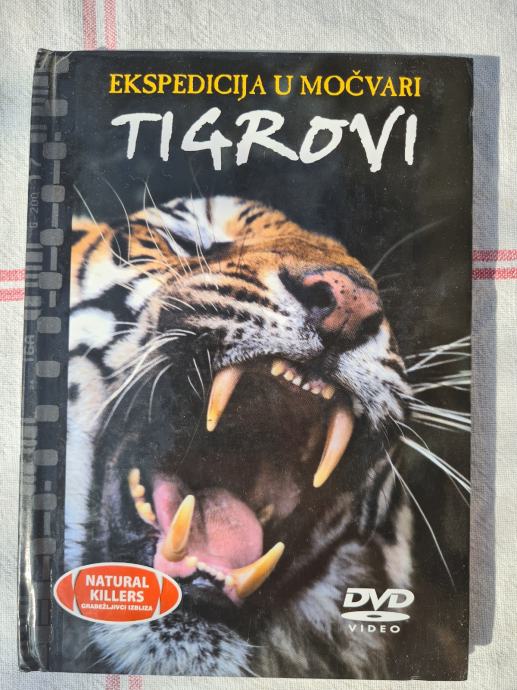 EKSPEDICIJA U MOČVARI
TIGROVI
NATURAL
KILLERS
GRABEŽLJIVCI IZBLIZA
DVD
VIDEO